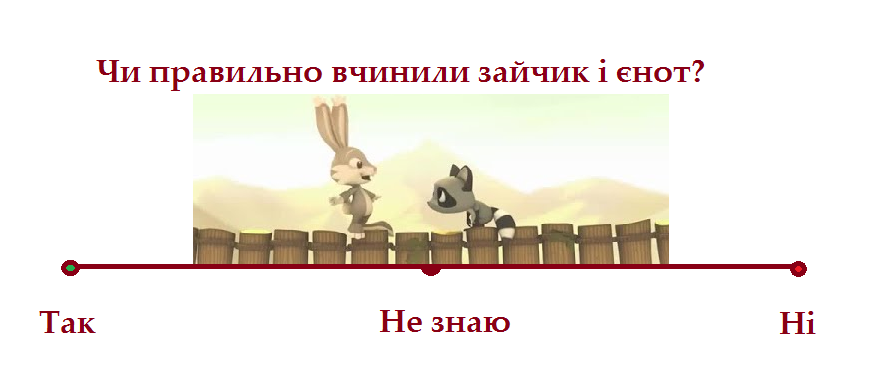 Чи правильно вчинили зайчик і єнот?
Так
Не знаю
Ні